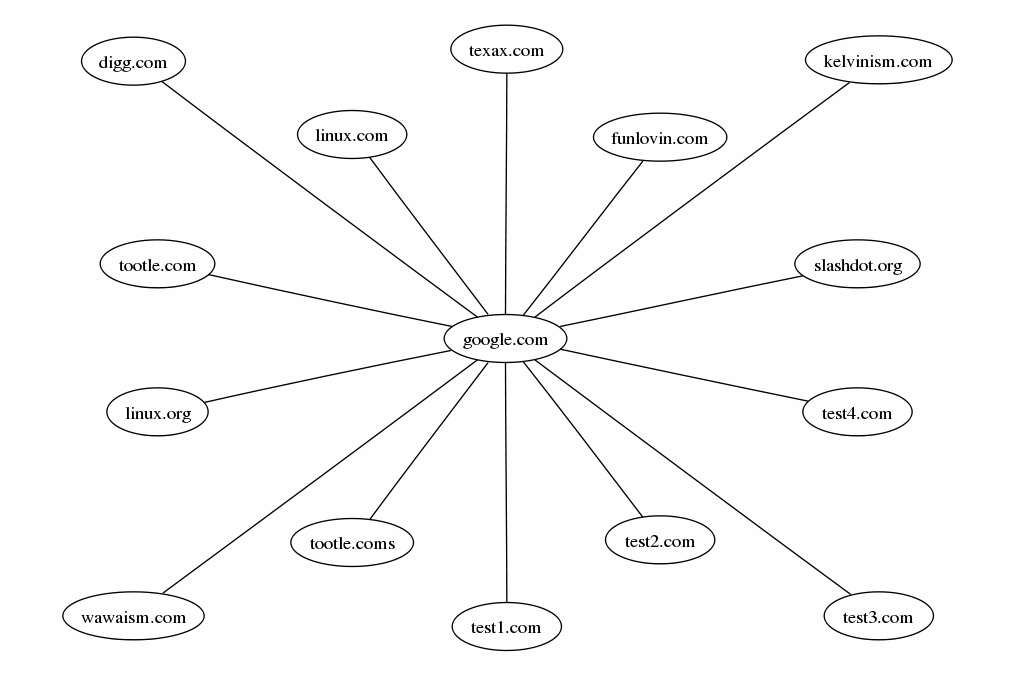 digg.com
texax.com
kelvinism.com
linux.com
funlovin.com
tootle.com
slashdot.org
google.com
linux.org
test4.com
tootle.coms
test2.com
wawaism.com
test1.com
test3.com